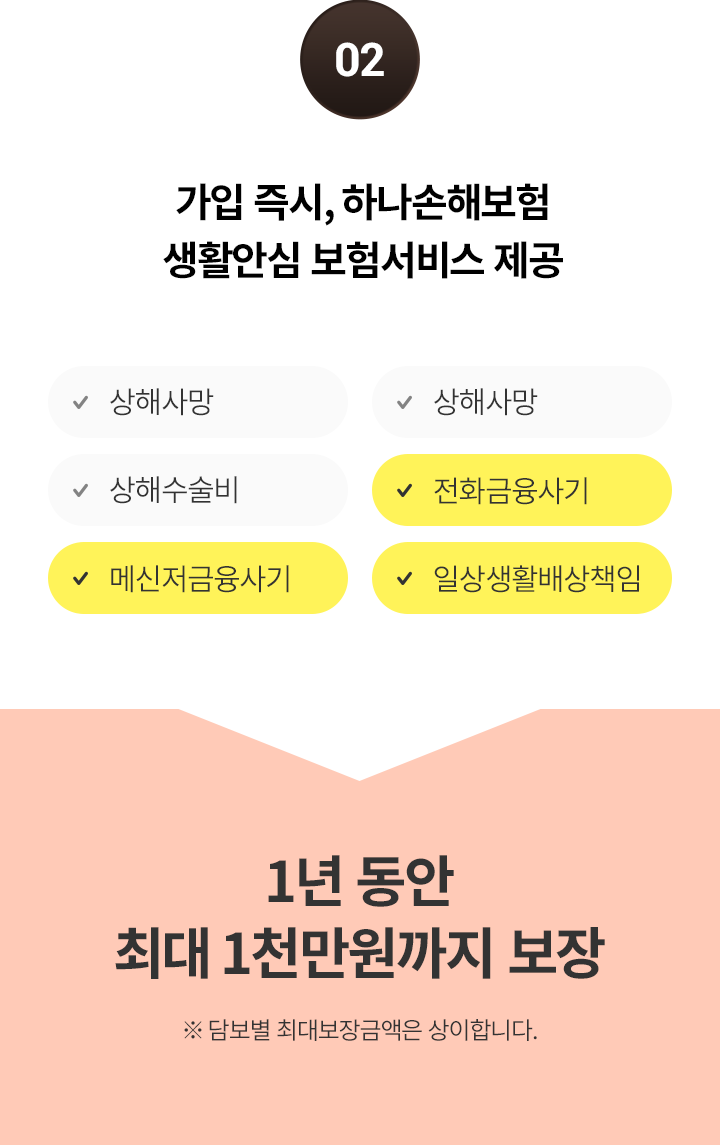 02
가입 즉시, 하나손해보험
생활안심 보험서비스 제공
상해사망
상해사망
상해수술비
전화금융사기
메신저금융사기
일상생활배상책임
1년 동안
최대 1천만원까지 보장
※ 담보별 최대보장금액은 상이합니다.